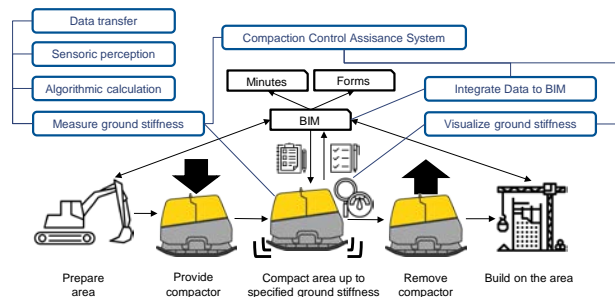 Data transfer
Sensoric perception
Algorithmic calculation
Measure ground stiffness
Compaction Control Assisance System
Minutes
Forms
Integrate Data to BIM
BIM
Visualize ground stiffness
Prepare
area
Provide
compactor
Compact area up to
specified ground stiffness
Remove
compactor
Build on the area